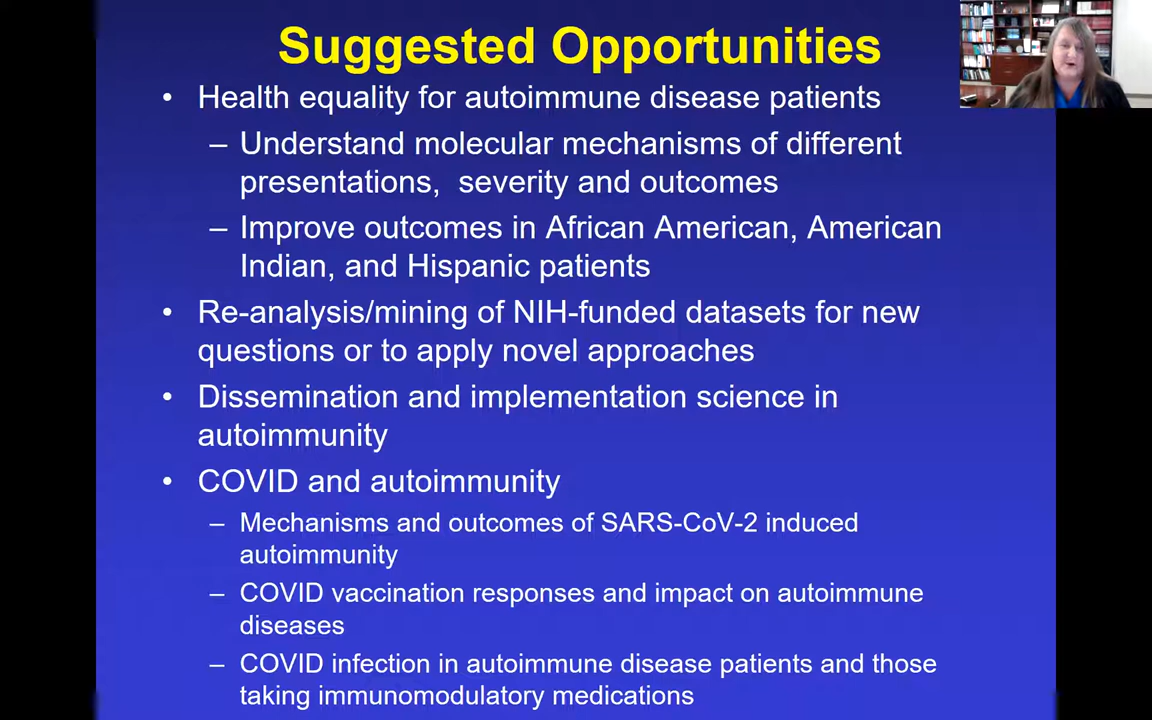 Suggested Opportunities
• Health equality for autoimmune disease patients
– Understand molecular mechanisms of different
presentations,  severity and outcomes
– Improve outcomes in African American, American
Indian, and Hispanic patients
• Re-analysis/mining of NIH-funded datasets for new
questions or to apply novel approaches
• Dissemination and implementation science in
autoimmunity
• COVID and autoimmunity
– Mechanisms and outcomes of SARS-CoV-2 induced
autoimmunity
– COVID vaccination responses and impact on autoimmune
diseases
– COVID infection in autoimmune disease patients and those
taking immunomodulatory medications